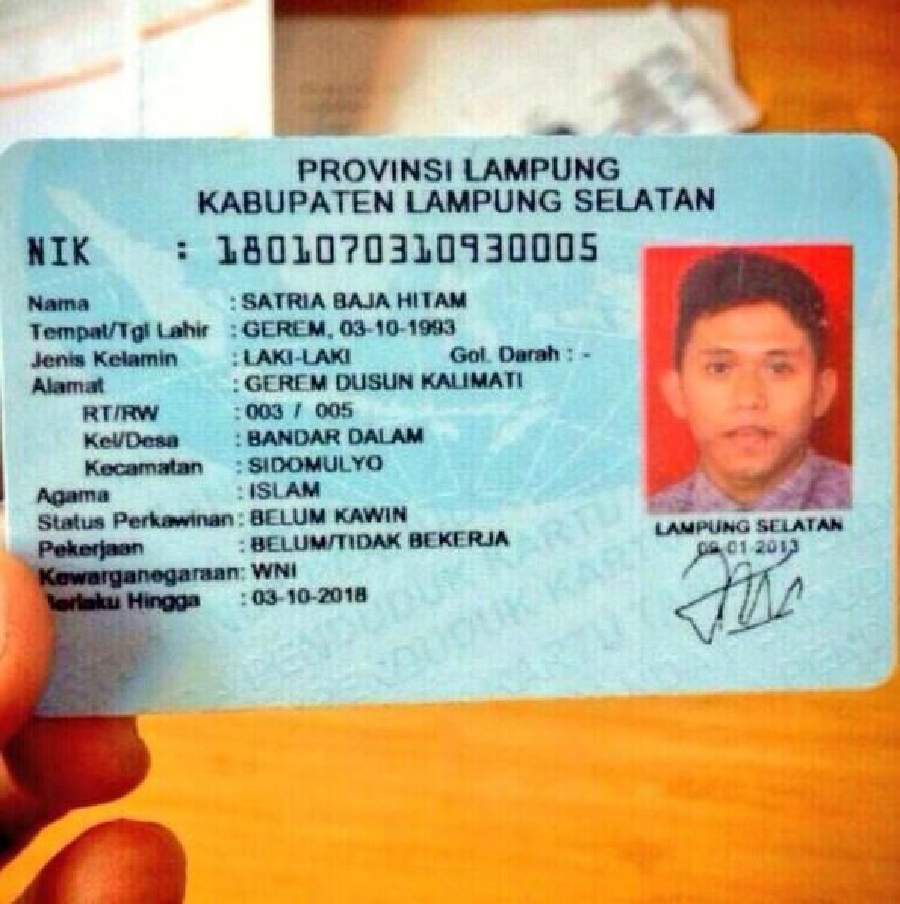 PROVINSI LAMPUNG
KABUPATEN LAMPUNG SELATAN
NIK : 1801070310930005
Nama : SATRIA BAJA HITAM
Tempat/Tgl Lahir : GEREM, 03-10-1993
Jenis Kelamin : LAKI-LAKI Gol. Darah : -
Alamat : GEREM DUSUN KALIMATI
RT/RW : 003 / 005
Kel/Desa : BANDAR DALAM
Kecamatan : SIDOMULYO
Agama : ISLAM
Status Perkawinan : BELUM KAWIN
Pekerjaan : BELUM/TIDAK BEKERJA
Kewarganegaraan: WNI
Berlaku Hingga : 03-10-2018
LAMPUNG SELATAN
09-01-2013